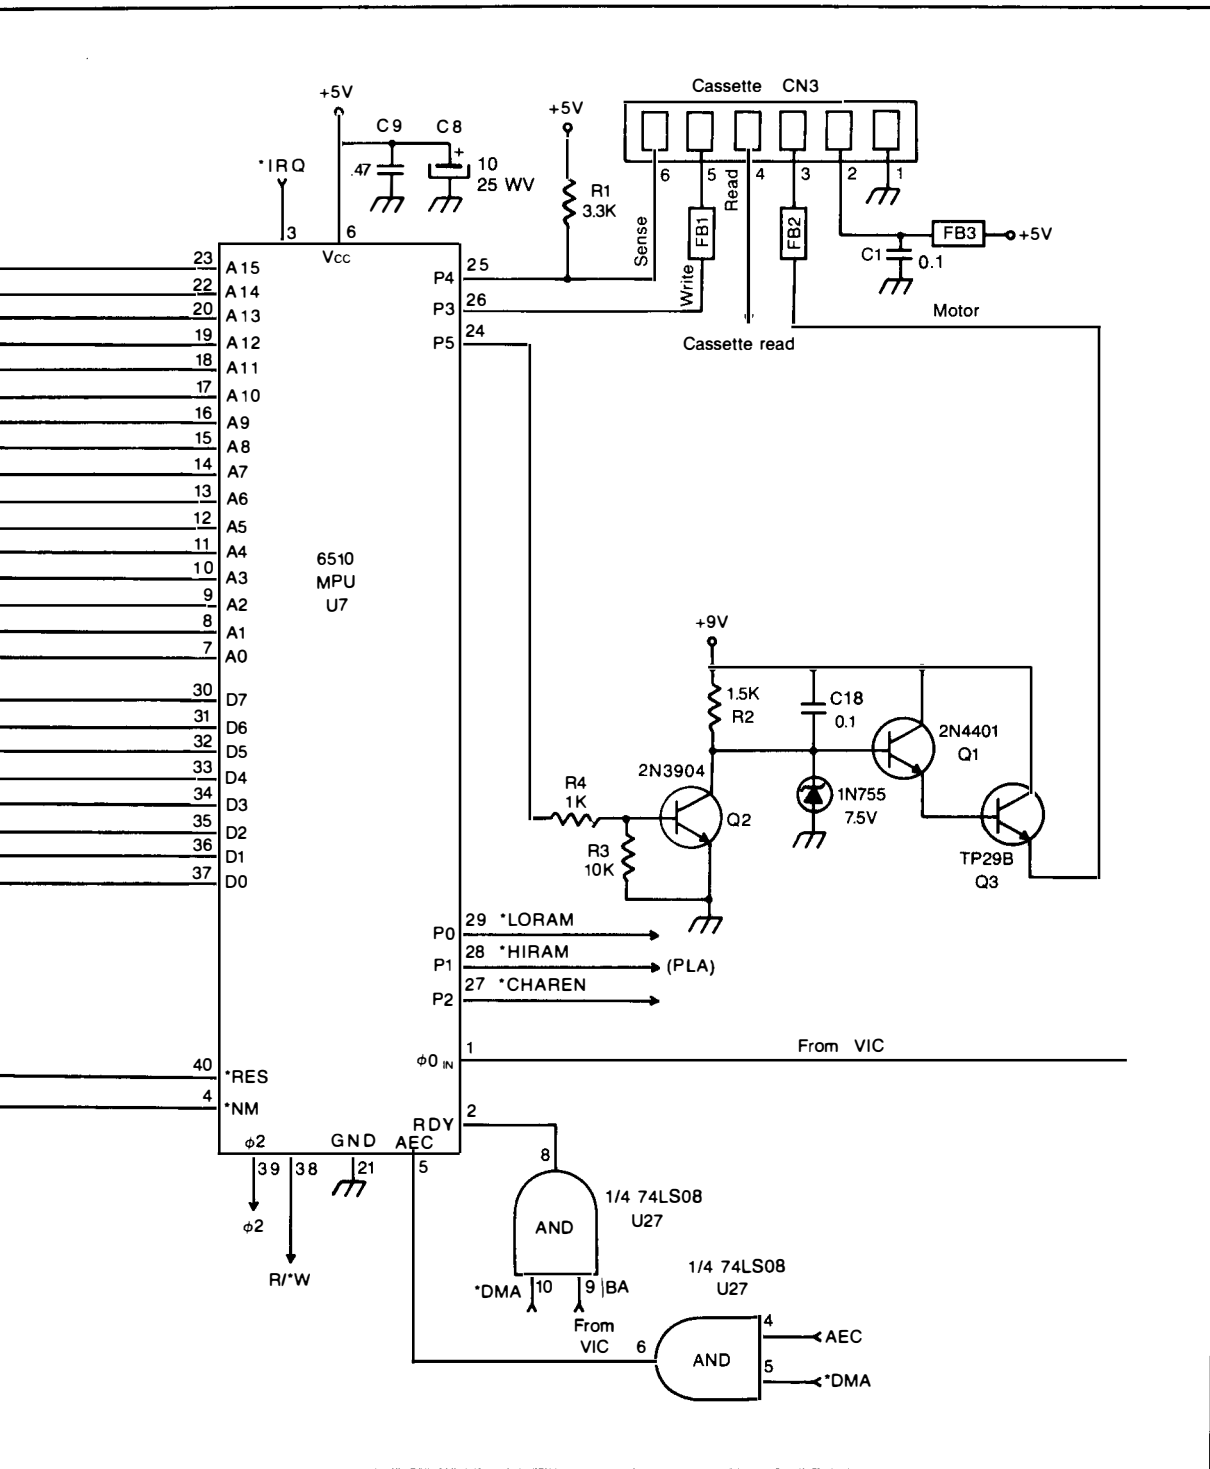 Cassette CN3
+5V
+5V
C9 C8
+
.47
10
25 WV
*IRQ
R1
3.3K
6 5 4 3 2 1
Sense
Write
Read
FB1
FB2
FB3
+5V
C1
0.1
Motor
Cassette read
3
6
Vcc
23 A15
22 A14
20 A13
19 A12
18 A11
17 A10
16 A9
15 A8
14 A7
13 A6
12 A5
11 A4
10 A3
9 A2
8 A1
7 A0
30 D7
31 D6
32 D5
33 D4
34 D3
35 D2
36 D1
37 D0
40 *RES
4 *NM
6510
MPU
U7
P4 25
P3 26
P5 24
+9V
1.5K
R2
C18
0.1
2N4401
Q1
2N3904
Q2
R4
1K
R3
10K
1N755
7.5V
TP29B
Q3
P0 29 *LORAM
P1 28 *HIRAM (PLA)
P2 27 *CHAREN
ϕ0 IN 1
From VIC
RDY 2
ϕ2 GND AEC
39 38 21 5
ϕ2
R/*W
8
AND
1/4 74LS08
U27
*DMA 10 9 BA
From
VIC
1/4 74LS08
U27
6 AND
4 AEC
5 *DMA